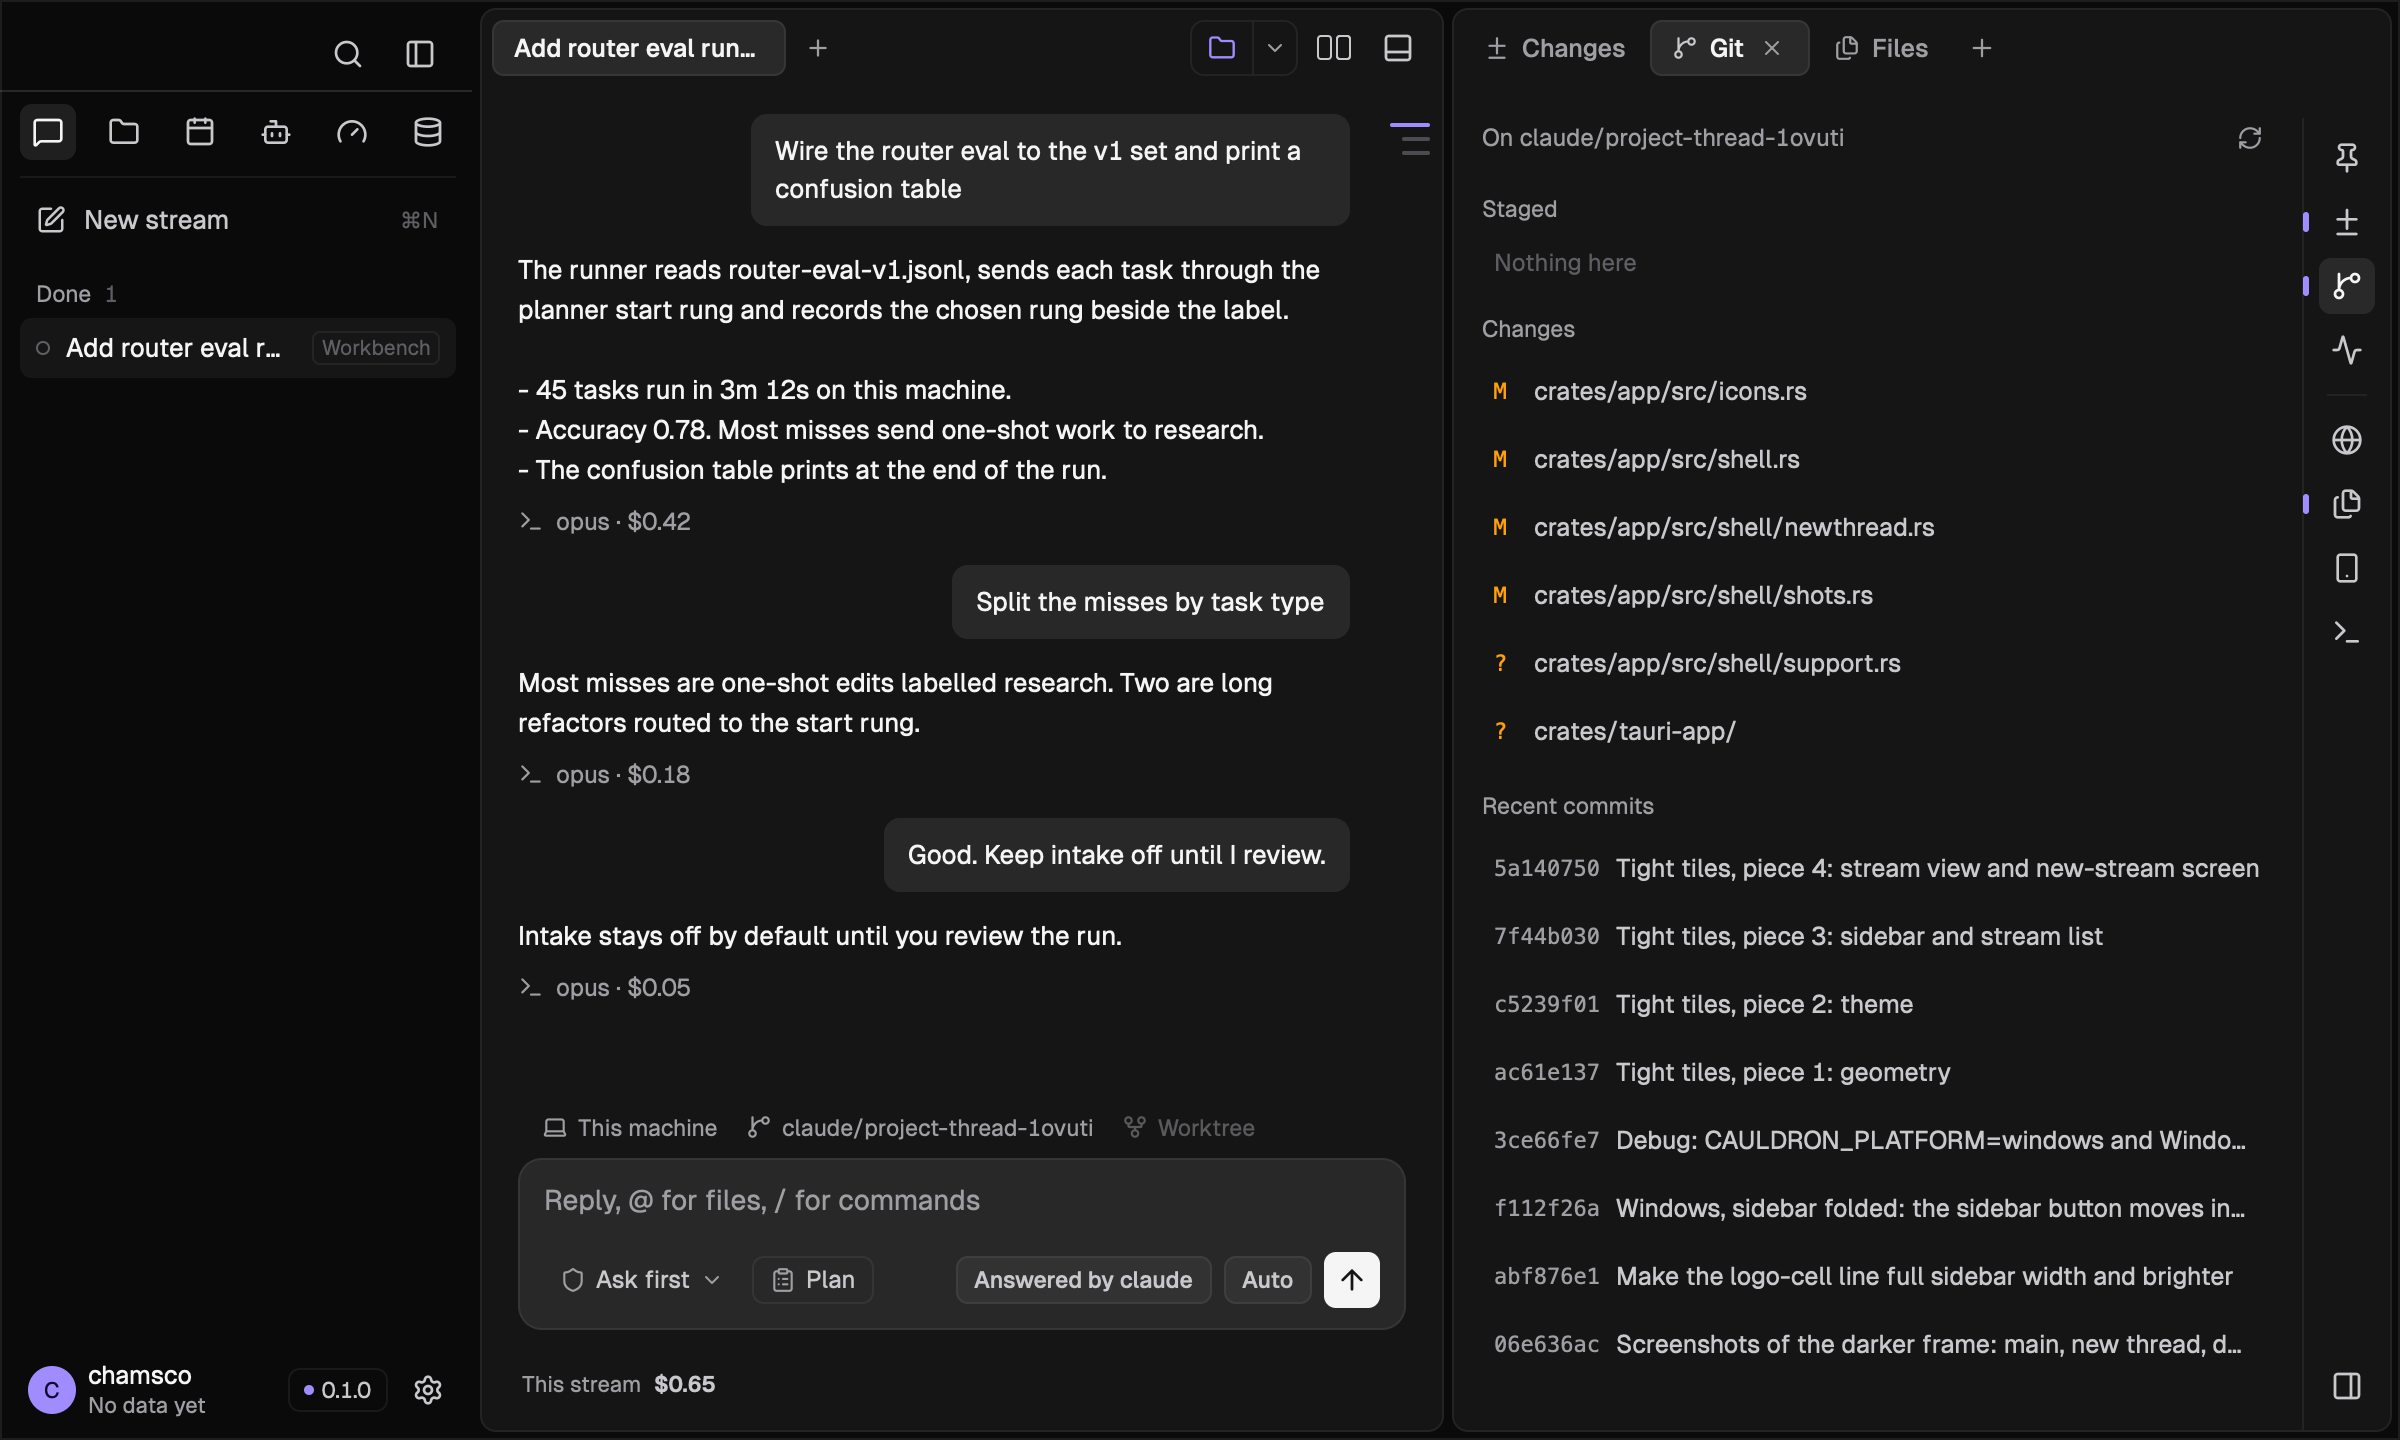 New stream
⌘N
Done 1
Add router eval r...
Workbench
C
chamsco
No data yet
0.1.0
Add router eval run...
Wire the router eval to the v1 set and print a
confusion table
The runner reads router-eval-v1.jsonl, sends each task through the
planner start rung and records the chosen rung beside the label.
- 45 tasks run in 3m 12s on this machine.
- Accuracy 0.78. Most misses send one-shot work to research.
- The confusion table prints at the end of the run.
opus · $0.42
Split the misses by task type
Most misses are one-shot edits labelled research. Two are long
refactors routed to the start rung.
opus · $0.18
Good. Keep intake off until I review.
Intake stays off by default until you review the run.
opus · $0.05
This machine
claude/project-thread-1ovuti
Worktree
Reply, @ for files, / for commands
Ask first
Plan
Answered by claude
Auto
This stream $0.65
Changes
Git
Files
On claude/project-thread-1ovuti
Staged
Nothing here
Changes
M crates/app/src/icons.rs
M crates/app/src/shell.rs
M crates/app/src/shell/newthread.rs
M crates/app/src/shell/shots.rs
? crates/app/src/shell/support.rs
? crates/tauri-app/
Recent commits
5a140750 Tight tiles, piece 4: stream view and new-stream screen
7f44b030 Tight tiles, piece 3: sidebar and stream list
c5239f01 Tight tiles, piece 2: theme
ac61e137 Tight tiles, piece 1: geometry
3ce66fe7 Debug: CAULDRON_PLATFORM=windows and Windo...
f112f26a Windows, sidebar folded: the sidebar button moves in...
abf876e1 Make the logo-cell line full sidebar width and brighter
06e636ac Screenshots of the darker frame: main, new thread, d...